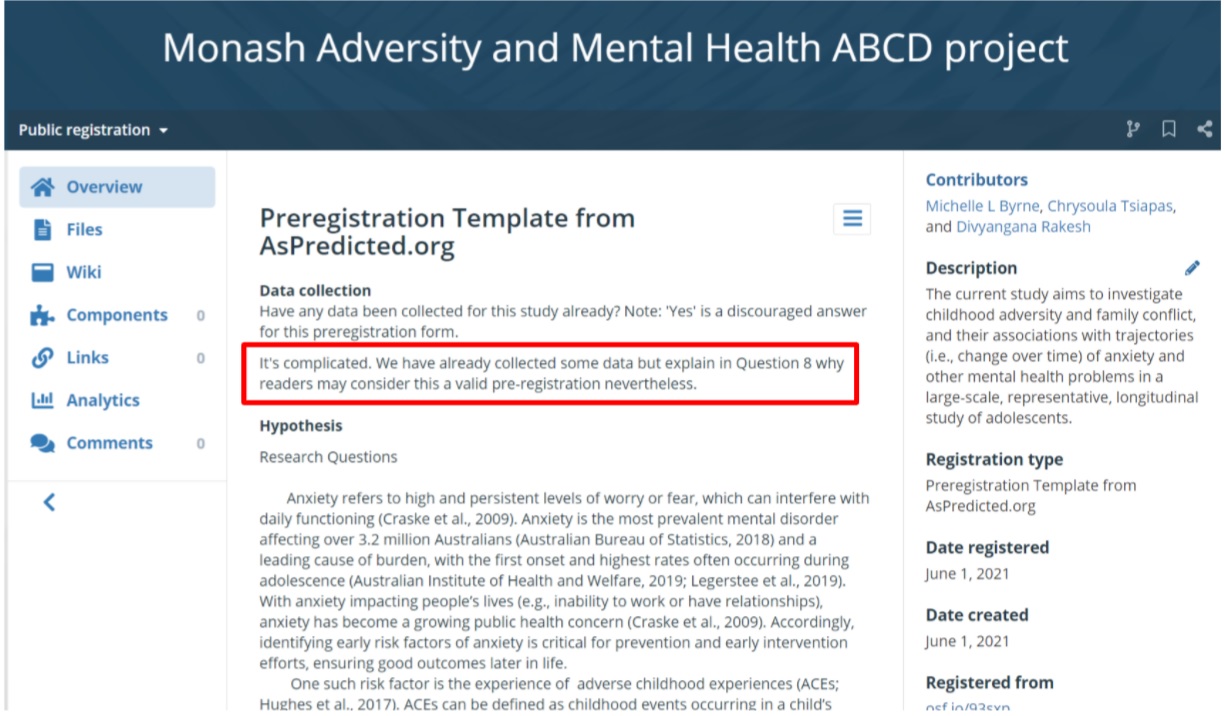 Monash Adversity and Mental Health ABCD project
Public registration
Overview
Files
Wiki
Components 0
Links 0
Analytics
Comments 0
Preregistration Template from
AsPredicted.org
Data collection
Have any data been collected for this study already? Note: 'Yes' is a discouraged answer
for this preregistration form.
It's complicated. We have already collected some data but explain in Question 8 why
readers may consider this a valid pre-registration nevertheless.
Hypothesis
Research Questions
Anxiety refers to high and persistent levels of worry or fear, which can interfere with
daily functioning (Craske et al., 2009). Anxiety is the most prevalent mental disorder
affecting over 3.2 million Australians (Australian Bureau of Statistics, 2018) and a
leading cause of burden, with the first onset and highest rates often occurring during
adolescence (Australian Institute of Health and Welfare, 2019; Legerstee et al., 2019).
With anxiety impacting people's lives (e.g., inability to work or have relationships),
anxiety has become a growing public health concern (Craske et al., 2009). Accordingly,
identifying early risk factors of anxiety is critical for prevention and early intervention
efforts, ensuring good outcomes later in life.
One such risk factor is the experience of adverse childhood experiences (ACEs;
Hughes et al., 2017). ACEs can be defined as childhood events occurring in a child's
Contributors
Michelle L Byrne, Chrysoula Tsiapas,
and Divyangana Rakesh
Description
The current study aims to investigate
childhood adversity and family conflict,
and their associations with trajectories
(i.e., change over time) of anxiety and
other mental health problems in a
large-scale, representative, longitudinal
study of adolescents.
Registration type
Preregistration Template from
AsPredicted.org
Date registered
June 1, 2021
Date created
June 1, 2021
Registered from
osf.io/93sxp